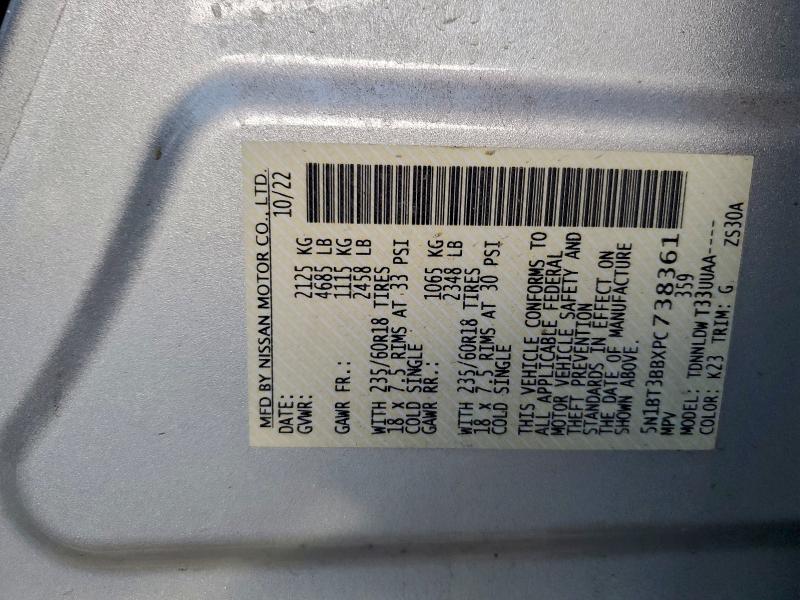 MFD BY NISSAN MOTOR CO., LTD.
DATE: 10/22
GVWR: 2125 KG
4685 LB
GAWR FR.: 1115 KG
2458 LB
WITH 235/60R18 TIRES
18 x 7.5 RIMS AT 33 PSI
COLD SINGLE
GAWR RR.: 1065 KG
2348 LB
WITH 235/60R18 TIRES
18 x 7.5 RIMS AT 30 PSI
COLD SINGLE
THIS VEHICLE CONFORMS TO
ALL APPLICABLE FEDERAL
MOTOR VEHICLE SAFETY AND
THEFT PREVENTION
STANDARDS IN EFFECT ON
THE DATE OF MANUFACTURE
SHOWN ABOVE.
5N1BT3BBXPC738361
MPV 359
MODEL: TDNNLDW T33UUAA----
COLOR: K23 TRIM: G ZS30A